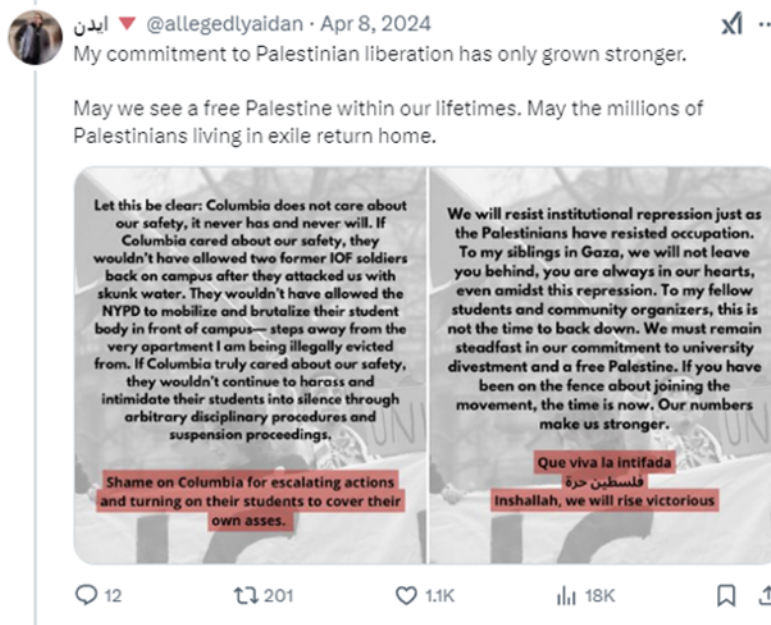 ايدن 🔻 @allegedlyaidan · Apr 8, 2024
My commitment to Palestinian liberation has only grown stronger.
May we see a free Palestine within our lifetimes. May the millions of
Palestinians living in exile return home.
Let this be clear: Columbia does not care about
our safety, it never has and never will. If
Columbia cared about our safety, they
wouldn't have allowed two former IOF soldiers
back on campus after they attacked us with
skunk water. They wouldn't have allowed the
NYPD to mobilize and brutalize their student
body in front of campus— steps away from the
very apartment I am being illegally evicted
from. If Columbia truly cared about our safety,
they wouldn't continue to harass and
intimidate their students into silence through
arbitrary disciplinary procedures and
suspension proceedings.
Shame on Columbia for escalating actions
and turning on their students to cover their
own asses.
We will resist institutional repression just as
the Palestinians have resisted occupation.
To my siblings in Gaza, we will not leave
you behind, you are always in our hearts,
even amidst this repression. To my fellow
students and community organizers, this is
not the time to back down. We must remain
steadfast in our commitment to university
divestment and a free Palestine. If you have
been on the fence about joining the
movement, the time is now. Our numbers
make us stronger.
Que viva la intifada
فلسطين حرة
Inshallah, we will rise victorious
12 201 1.1K 18K